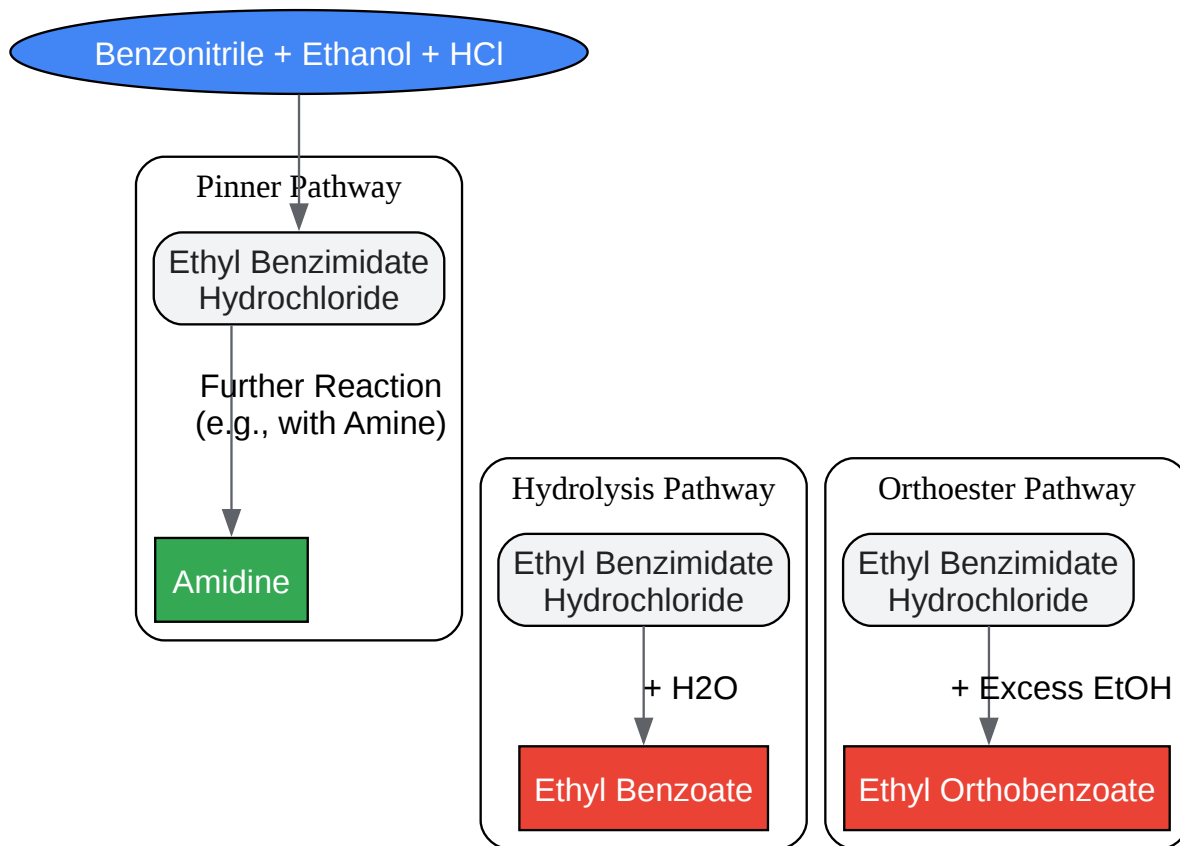 Benzonitrile + Ethanol + HCl
Pinner Pathway
Ethyl Benzimidate
Hydrochloride
Further Reaction
(e.g., with Amine)
Amidine
Hydrolysis Pathway
Ethyl Benzimidate
Hydrochloride
+ H2O
Ethyl Benzoate
Orthoester Pathway
Ethyl Benzimidate
Hydrochloride
+ Excess EtOH
Ethyl Orthobenzoate